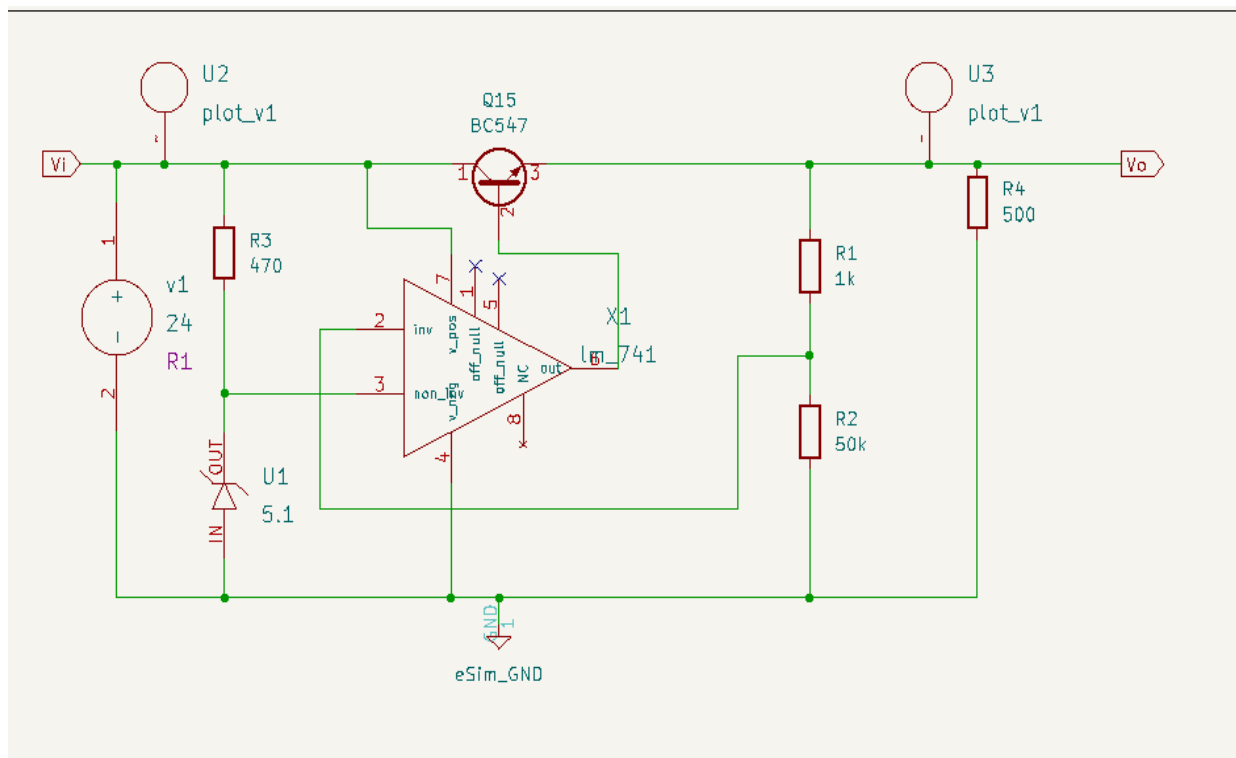 U2
plot_v1
~
Vi
Q15
BC547
1
3
2
U3
plot_v1
Vo
R4
500
R3
470
R1
1k
1
+
-
v1
24
R1
2
7
1
5
2
inv
v_pos
off_null
off_null
NC
X1
lm_741
out
6
3
non_inv
v_neg
8
4
R2
50k
OUT
U1
5.1
IN
GND
1
eSim_GND